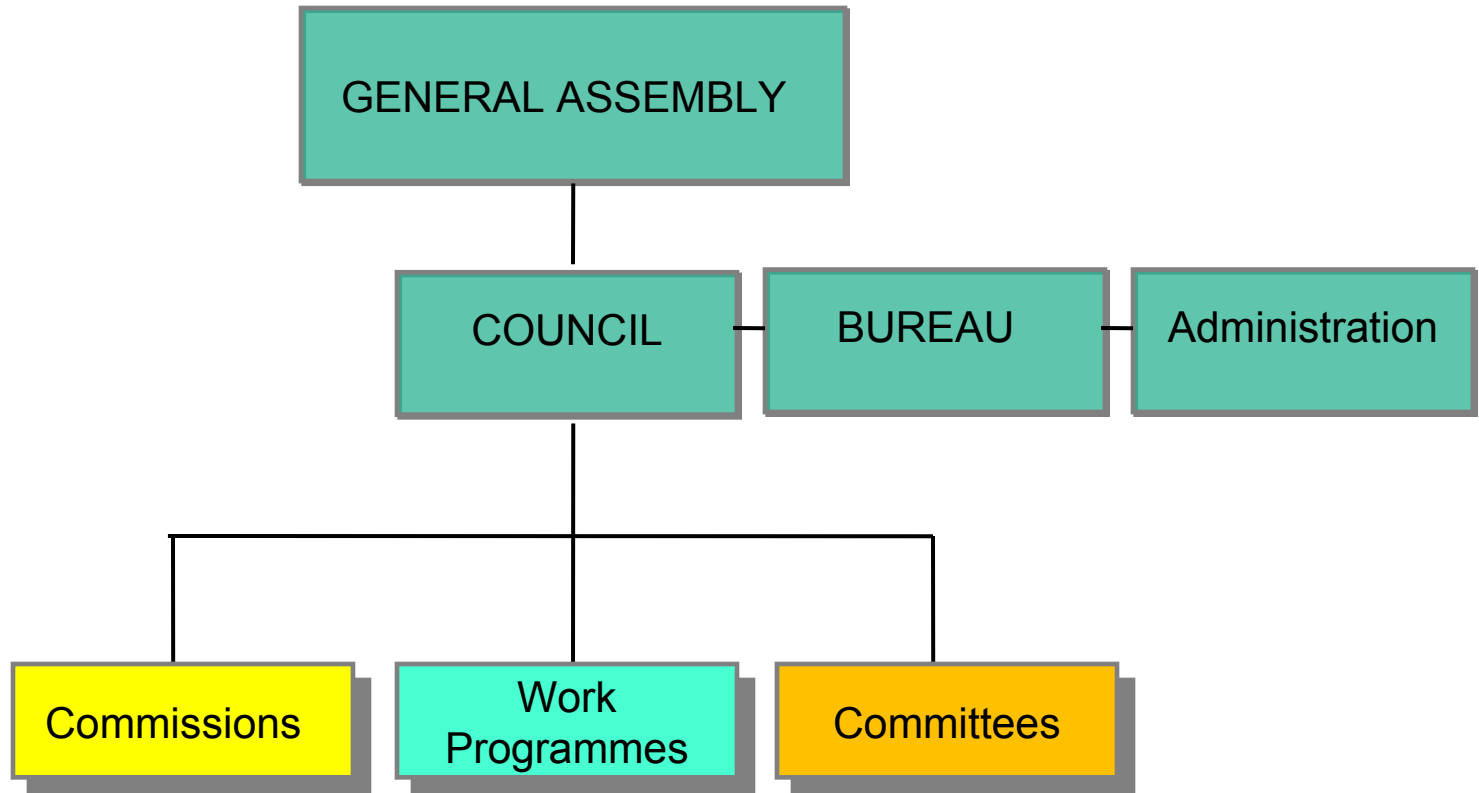 GENERAL ASSEMBLY
COUNCIL
BUREAU
Administration
Commissions
Work
Programmes
Committees